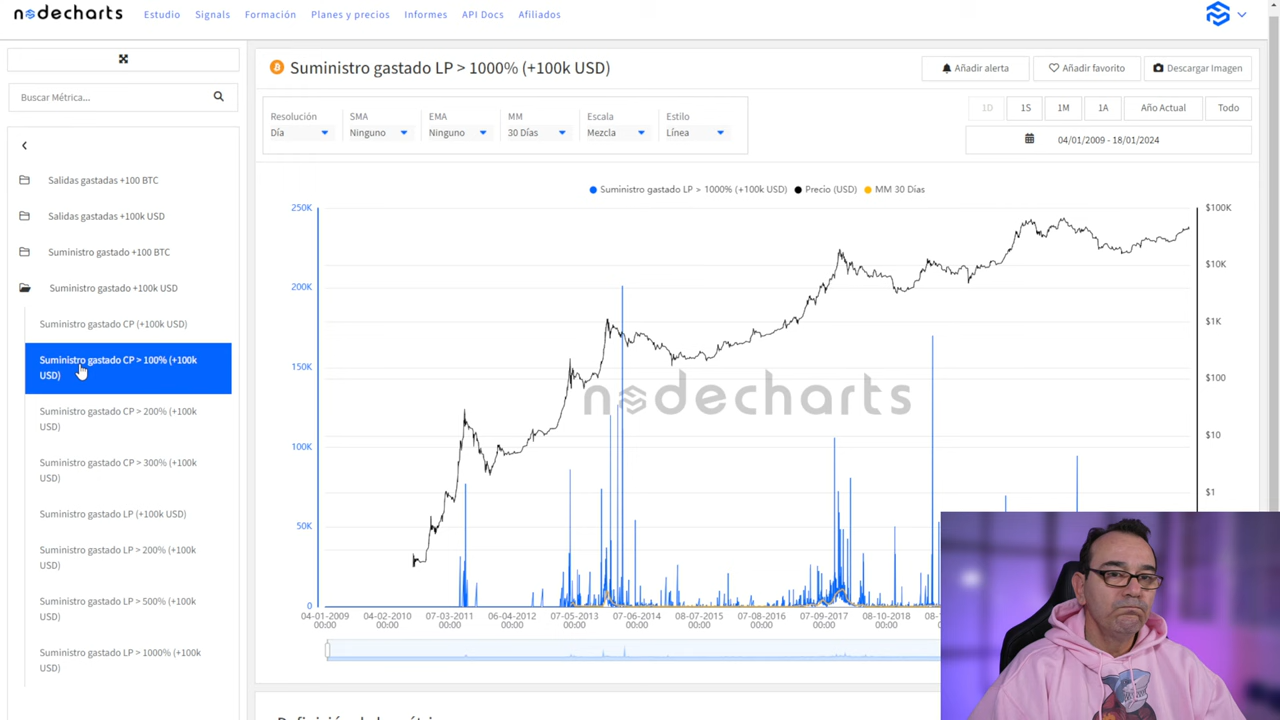 nodecharts
Estudio
Signals
Formación
Planes y precios
Informes
API Docs
Afiliados
Buscar Métrica...
Salidas gastadas +100 BTC
Salidas gastadas +100k USD
Suministro gastado +100 BTC
Suministro gastado +100k USD
Suministro gastado CP (+100k USD)
Suministro gastado CP > 100% (+100k
USD)
Suministro gastado CP > 200% (+100k
USD)
Suministro gastado CP > 300% (+100k
USD)
Suministro gastado LP (+100k USD)
Suministro gastado LP > 200% (+100k
USD)
Suministro gastado LP > 500% (+100k
USD)
Suministro gastado LP > 1000% (+100k
USD)
Suministro gastado LP > 1000% (+100k USD)
Añadir alerta
Añadir favorito
Descargar Imagen
Resolución
SMA
EMA
MM
Escala
Estilo
Día
Ninguno
Ninguno
30 Días
Mezcla
Línea
1D
1S
1M
1A
Año Actual
Todo
04/01/2009 - 18/01/2024
Suministro gastado LP > 1000% (+100k USD)
Precio (USD)
MM 30 Días
250K
200K
150K
100K
50K
0
$100K
$10K
$1K
$100
$10
$1
nodecharts
04-01-2009
00:00
04-02-2010
00:00
07-03-2011
00:00
06-04-2012
00:00
07-05-2013
00:00
07-06-2014
00:00
08-07-2015
00:00
07-08-2016
00:00
07-09-2017
00:00
08-10-2018
00:00